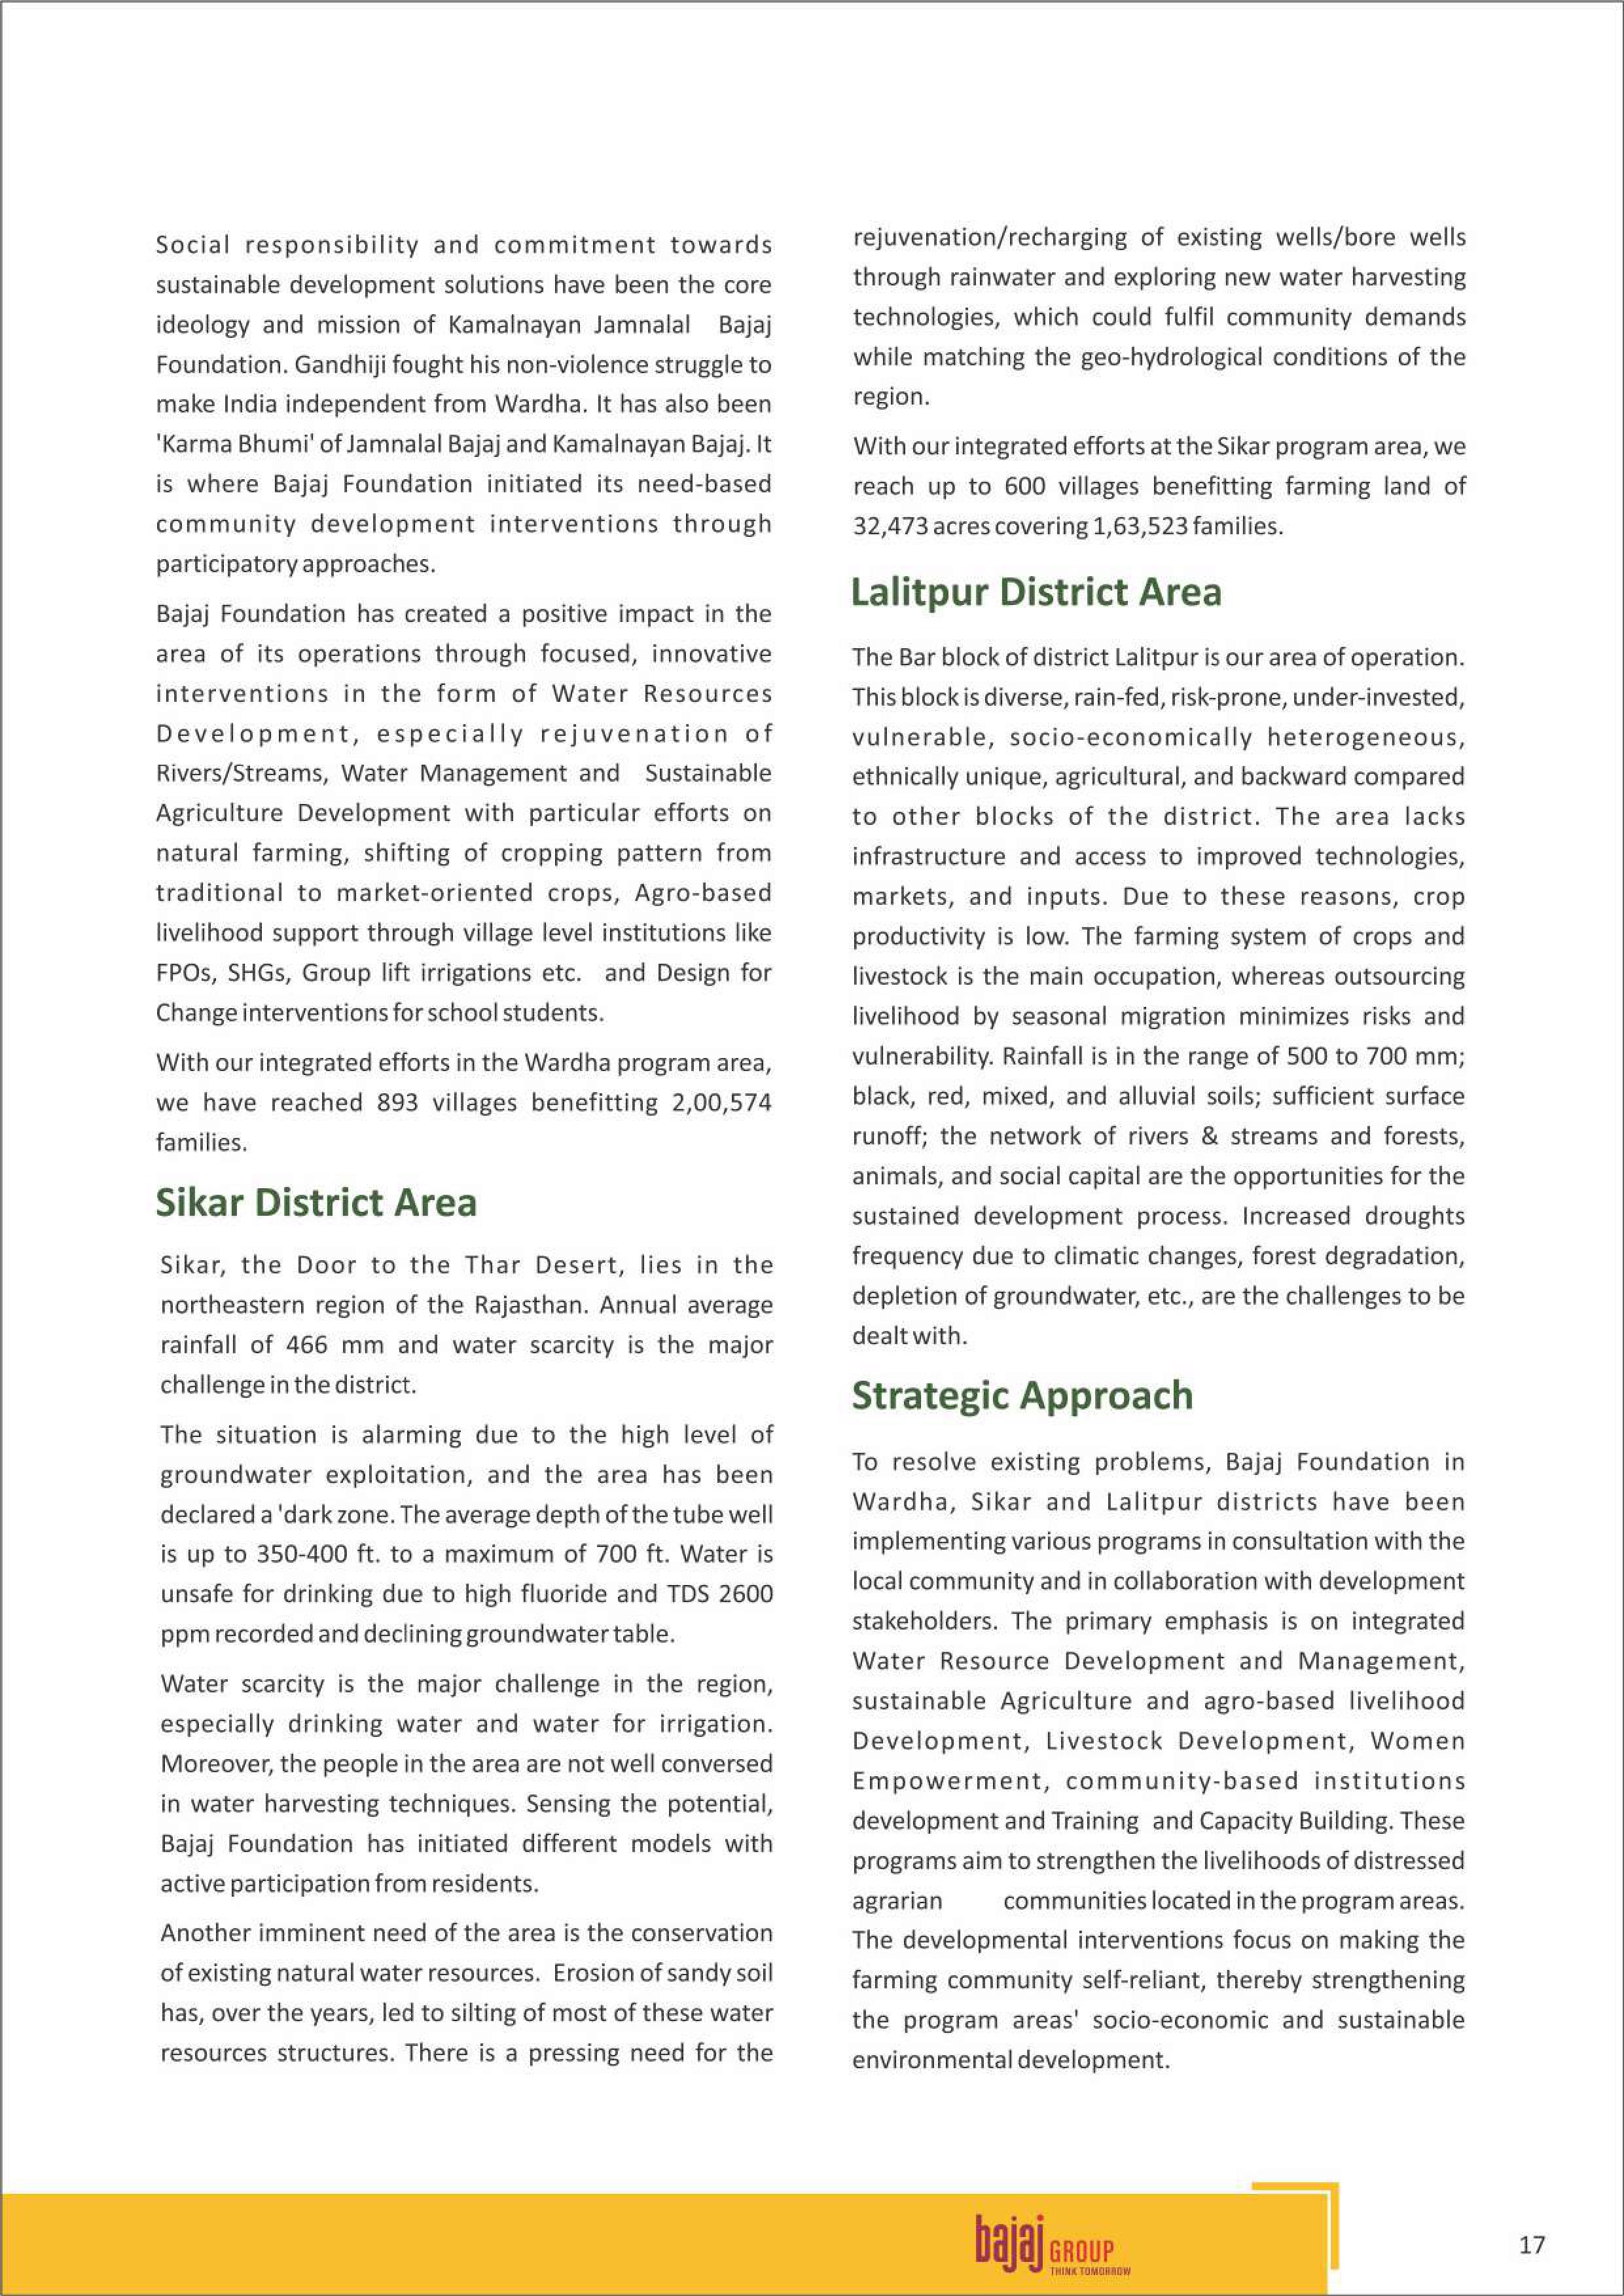 Social responsibility and commitment towards
sustainable development solutions have been the core
ideology and mission of Kamalnayan Jamnalal Bajaj
Foundation. Gandhiji fought his non-violence struggle to
make India independent from Wardha. It has also been
'Karma Bhumi' of Jamnalal Bajaj and Kamalnayan Bajaj. It
is where Bajaj Foundation initiated its need-based
community development interventions through
participatory approaches.
Bajaj Foundation has created a positive impact in the
area of its operations through focused, innovative
interventions in the form of Water Resources
Development, especially rejuvenation of
Rivers/Streams, Water Management and Sustainable
Agriculture Development with particular efforts on
natural farming, shifting of cropping pattern from
traditional to market-oriented crops, Agro-based
livelihood support through village level institutions like
FPOs, SHGs, Group lift irrigations etc. and Design for
Change interventions for school students.
With our integrated efforts in the Wardha program area,
we have reached 893 villages benefitting 2,00,574
families.
Sikar District Area
Sikar, the Door to the Thar Desert, lies in the
northeastern region of the Rajasthan. Annual average
rainfall of 466 mm and water scarcity is the major
challenge in the district.
The situation is alarming due to the high level of
groundwater exploitation, and the area has been
declared a 'dark zone. The average depth of the tube well
is up to 350-400 ft. to a maximum of 700 ft. Water is
unsafe for drinking due to high fluoride and TDS 2600
ppm recorded and declining groundwater table.
Water scarcity is the major challenge in the region,
especially drinking water and water for irrigation.
Moreover, the people in the area are not well conversed
in water harvesting techniques. Sensing the potential,
Bajaj Foundation has initiated different models with
active participation from residents.
Another imminent need of the area is the conservation
of existing natural water resources. Erosion of sandy soil
has, over the years, led to silting of most of these water
resources structures. There is a pressing need for the
rejuvenation/recharging of existing wells/bore wells
through rainwater and exploring new water harvesting
technologies, which could fulfil community demands
while matching the geo-hydrological conditions of the
region.
With our integrated efforts at the Sikar program area, we
reach up to 600 villages benefitting farming land of
32,473 acres covering 1,63,523 families.
Lalitpur District Area
The Bar block of district Lalitpur is our area of operation.
This block is diverse, rain-fed, risk-prone, under-invested,
vulnerable, socio-economically heterogeneous,
ethnically unique, agricultural, and backward compared
to other blocks of the district. The area lacks
infrastructure and access to improved technologies,
markets, and inputs. Due to these reasons, crop
productivity is low. The farming system of crops and
livestock is the main occupation, whereas outsourcing
livelihood by seasonal migration minimizes risks and
vulnerability. Rainfall is in the range of 500 to 700 mm;
black, red, mixed, and alluvial soils; sufficient surface
runoff; the network of rivers & streams and forests,
animals, and social capital are the opportunities for the
sustained development process. Increased droughts
frequency due to climatic changes, forest degradation,
depletion of groundwater, etc., are the challenges to be
dealt with.
Strategic Approach
To resolve existing problems, Bajaj Foundation in
Wardha, Sikar and Lalitpur districts have been
implementing various programs in consultation with the
local community and in collaboration with development
stakeholders. The primary emphasis is on integrated
Water Resource Development and Management,
sustainable Agriculture and agro-based livelihood
Development, Livestock Development, Women
Empowerment, community-based institutions
development and Training and Capacity Building. These
programs aim to strengthen the livelihoods of distressed
agrarian communities located in the program areas.
The developmental interventions focus on making the
farming community self-reliant, thereby strengthening
the program areas' socio-economic and sustainable
environmental development.
bajaj GROUP
THINK TOMORROW
17